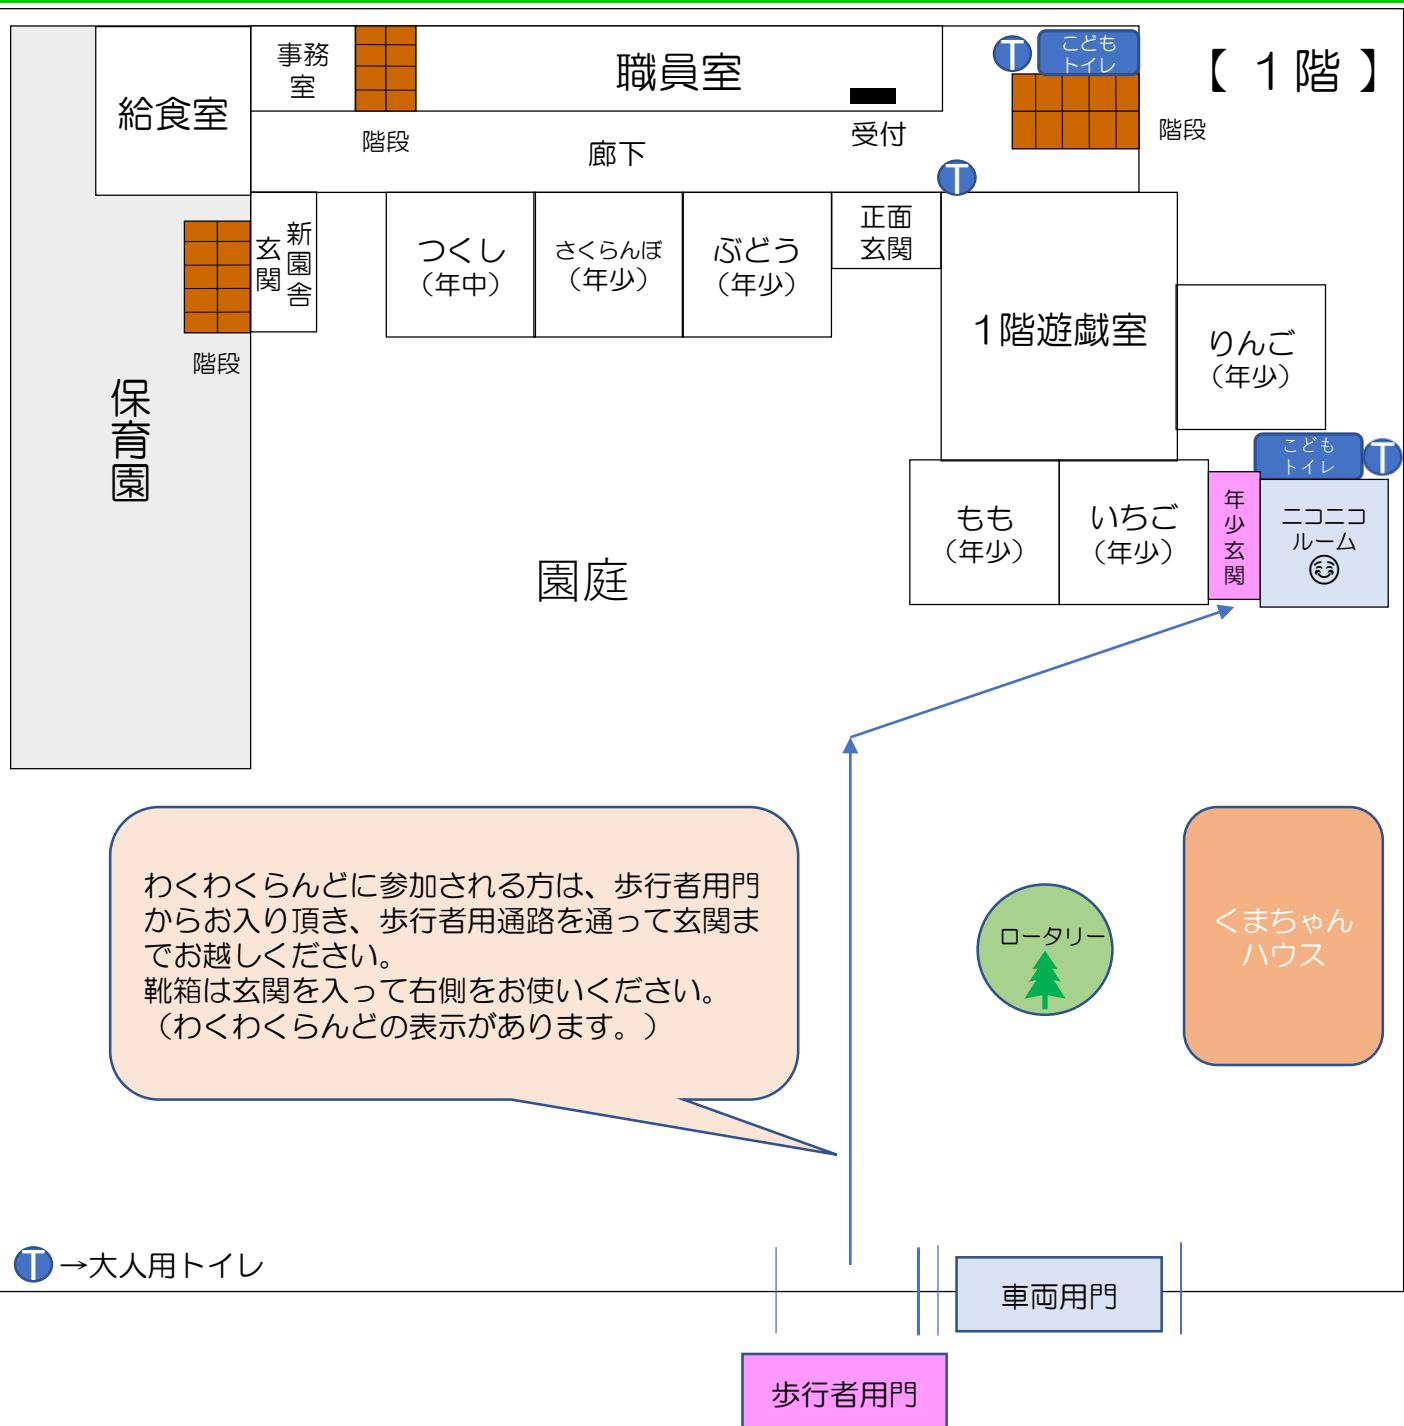 【 1階 】
事務
室
職員室
T
こども
トイレ
給食室
階段
廊下
受付
階段
T
玄関
新園舎
つくし
（年中）
さくらんぼ
（年少）
ぶどう
（年少）
正面
玄関
1階遊戯室
りんご
（年少）
階段
保育園
こども
トイレ
T
もも
（年少）
いちご
（年少）
年少玄関
ニコニコ
ルーム
園庭
わくわくらんどに参加される方は、歩行者用門
からお入り頂き、歩行者用通路を通って玄関ま
でお越しください。
靴箱は玄関を入って右側をお使いください。
（わくわくらんどの表示があります。）
ロータリー
くまちゃん
ハウス
T→大人用トイレ
車両用門
歩行者用門